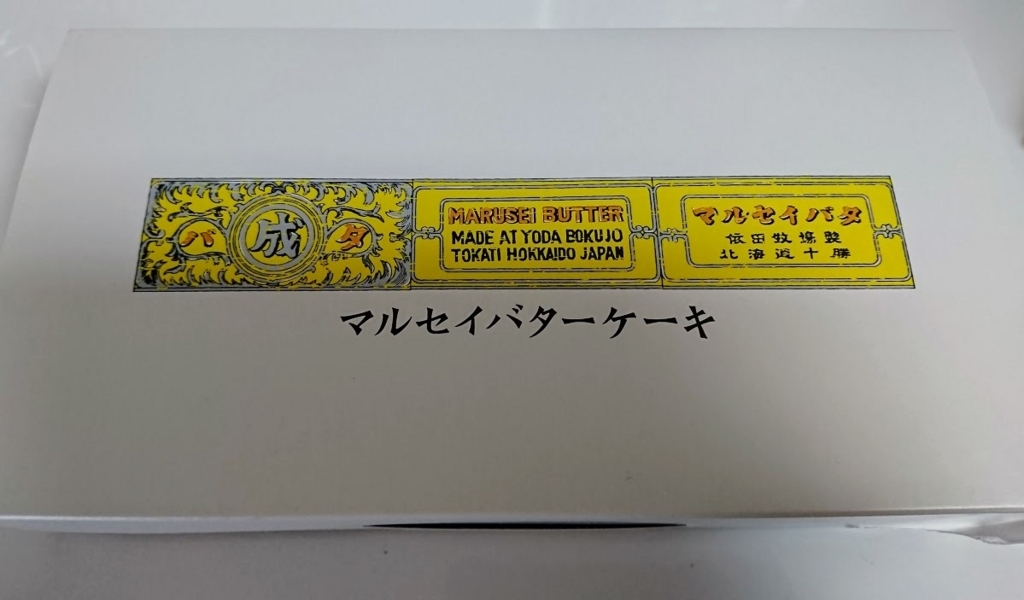 バ 成 タ
MARUSEI BUTTER
MADE AT YODA BOKUJO
TOKATI HOKKAIDO JAPAN
マルセイバタ
依田牧場製
北海道十勝
マルセイバターケーキ